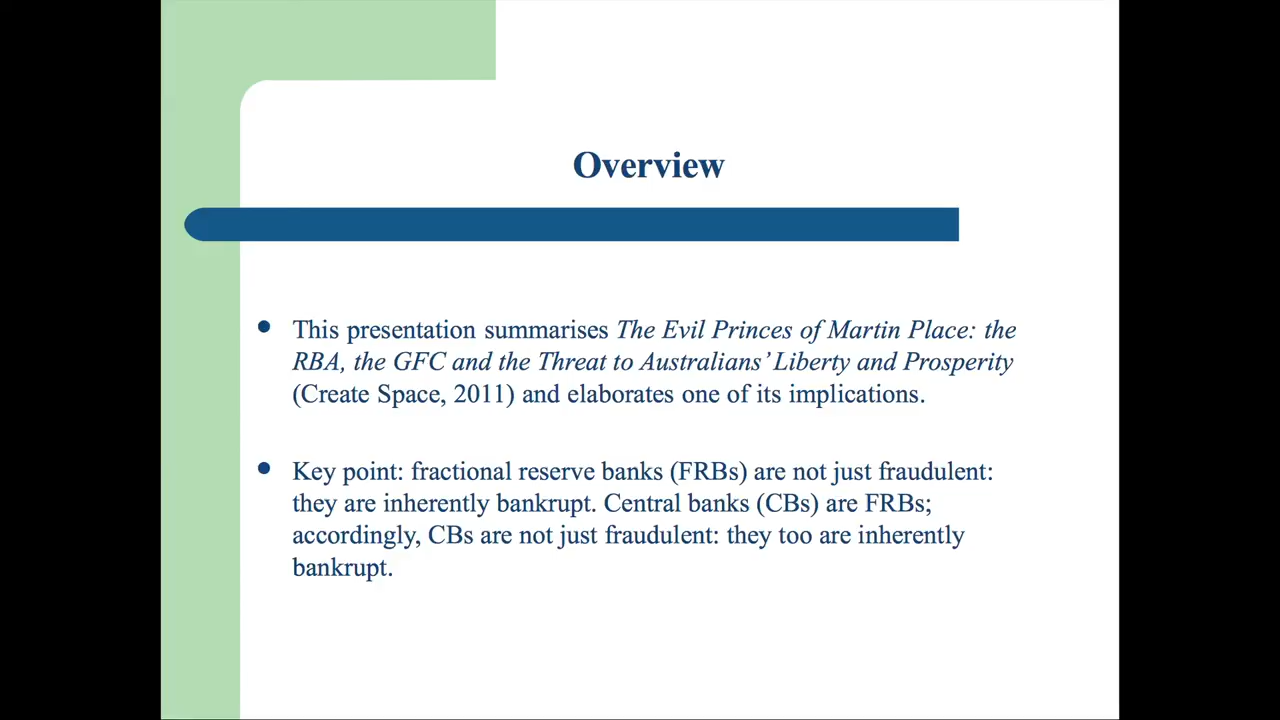 Overview
This presentation summarises The Evil Princes of Martin Place: the
RBA, the GFC and the Threat to Australians’ Liberty and Prosperity
(Create Space, 2011) and elaborates one of its implications.
Key point: fractional reserve banks (FRBs) are not just fraudulent:
they are inherently bankrupt. Central banks (CBs) are FRBs;
accordingly, CBs are not just fraudulent: they too are inherently
bankrupt.